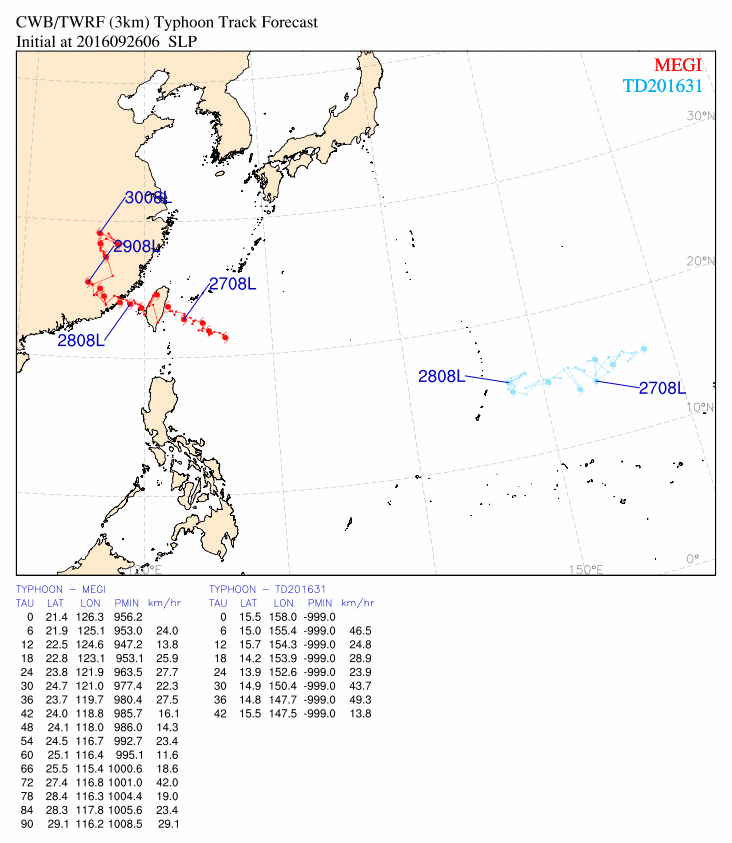 CWB/TWRF (3km) Typhoon Track Forecast
Initial at 2016092606 SLP
MEGI
TD201631
30°N
3008L
2908L
20°N
2708L
2808L
2808L
2708L
10°N
0°
150°E
TYPHOON – MEGI
TAU LAT LON PMIN km/hr
0 21.4 126.3 956.2
6 21.9 125.1 953.0 24.0
12 22.5 124.6 947.2 13.8
18 22.8 123.1 953.1 25.9
24 23.8 121.9 963.5 27.7
30 24.7 121.0 977.4 22.3
36 23.7 119.7 980.4 27.5
42 24.0 118.8 985.7 16.1
48 24.1 118.0 986.0 14.3
54 24.5 116.7 992.7 23.4
60 25.1 116.4 995.1 11.6
66 25.5 115.4 1000.6 18.6
72 27.4 116.8 1001.0 42.0
78 28.4 116.3 1004.4 19.0
84 28.3 117.8 1005.6 23.4
90 29.1 116.2 1008.5 29.1
TYPHOON – TD201631
TAU LAT LON PMIN km/hr
0 15.5 158.0 -999.0
6 15.0 155.4 -999.0 46.5
12 15.7 154.3 -999.0 24.8
18 14.2 153.9 -999.0 28.9
24 13.9 152.6 -999.0 23.9
30 14.9 150.4 -999.0 43.7
36 14.8 147.7 -999.0 49.3
42 15.5 147.5 -999.0 13.8